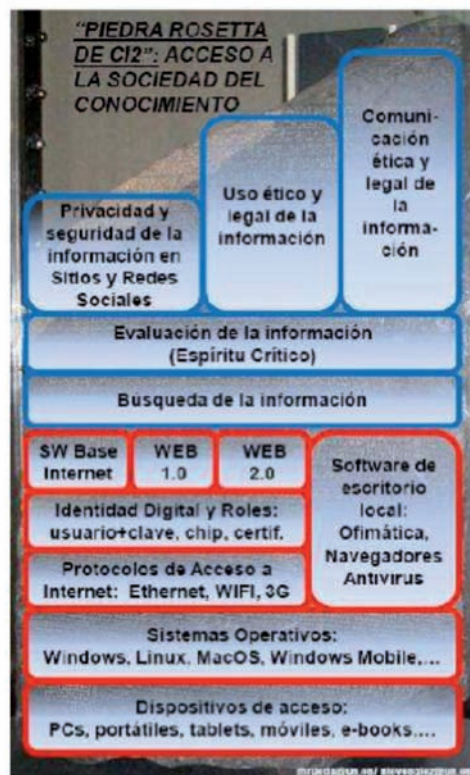 "PIEDRA ROSETTA
DE CI2": ACCESO A
LA SOCIEDAD DEL
CONOCIMIENTO
Privacidad y
seguridad de la
información en
Sitios y Redes
Sociales
Uso ético y
legal de la
información
Comuni-
cación
ética y
legal de
la
informa-
ción
Evaluación de la información
(Espíritu Crítico)
Búsqueda de la información
SW Base
Internet
WEB
1.0
WEB
2.0
Identidad Digital y Roles:
usuario+clave, chip, certif.
Protocolos de Acceso a
Internet: Ethernet, WIFI, 3G
Software de
escritorio
local:
Ofimática,
Navegadores
Antivirus
Sistemas Operativos:
Windows, Linux, MacOS, Windows Mobile,...
Dispositivos de acceso:
PCs, portátiles, tablets, móviles, e-books....